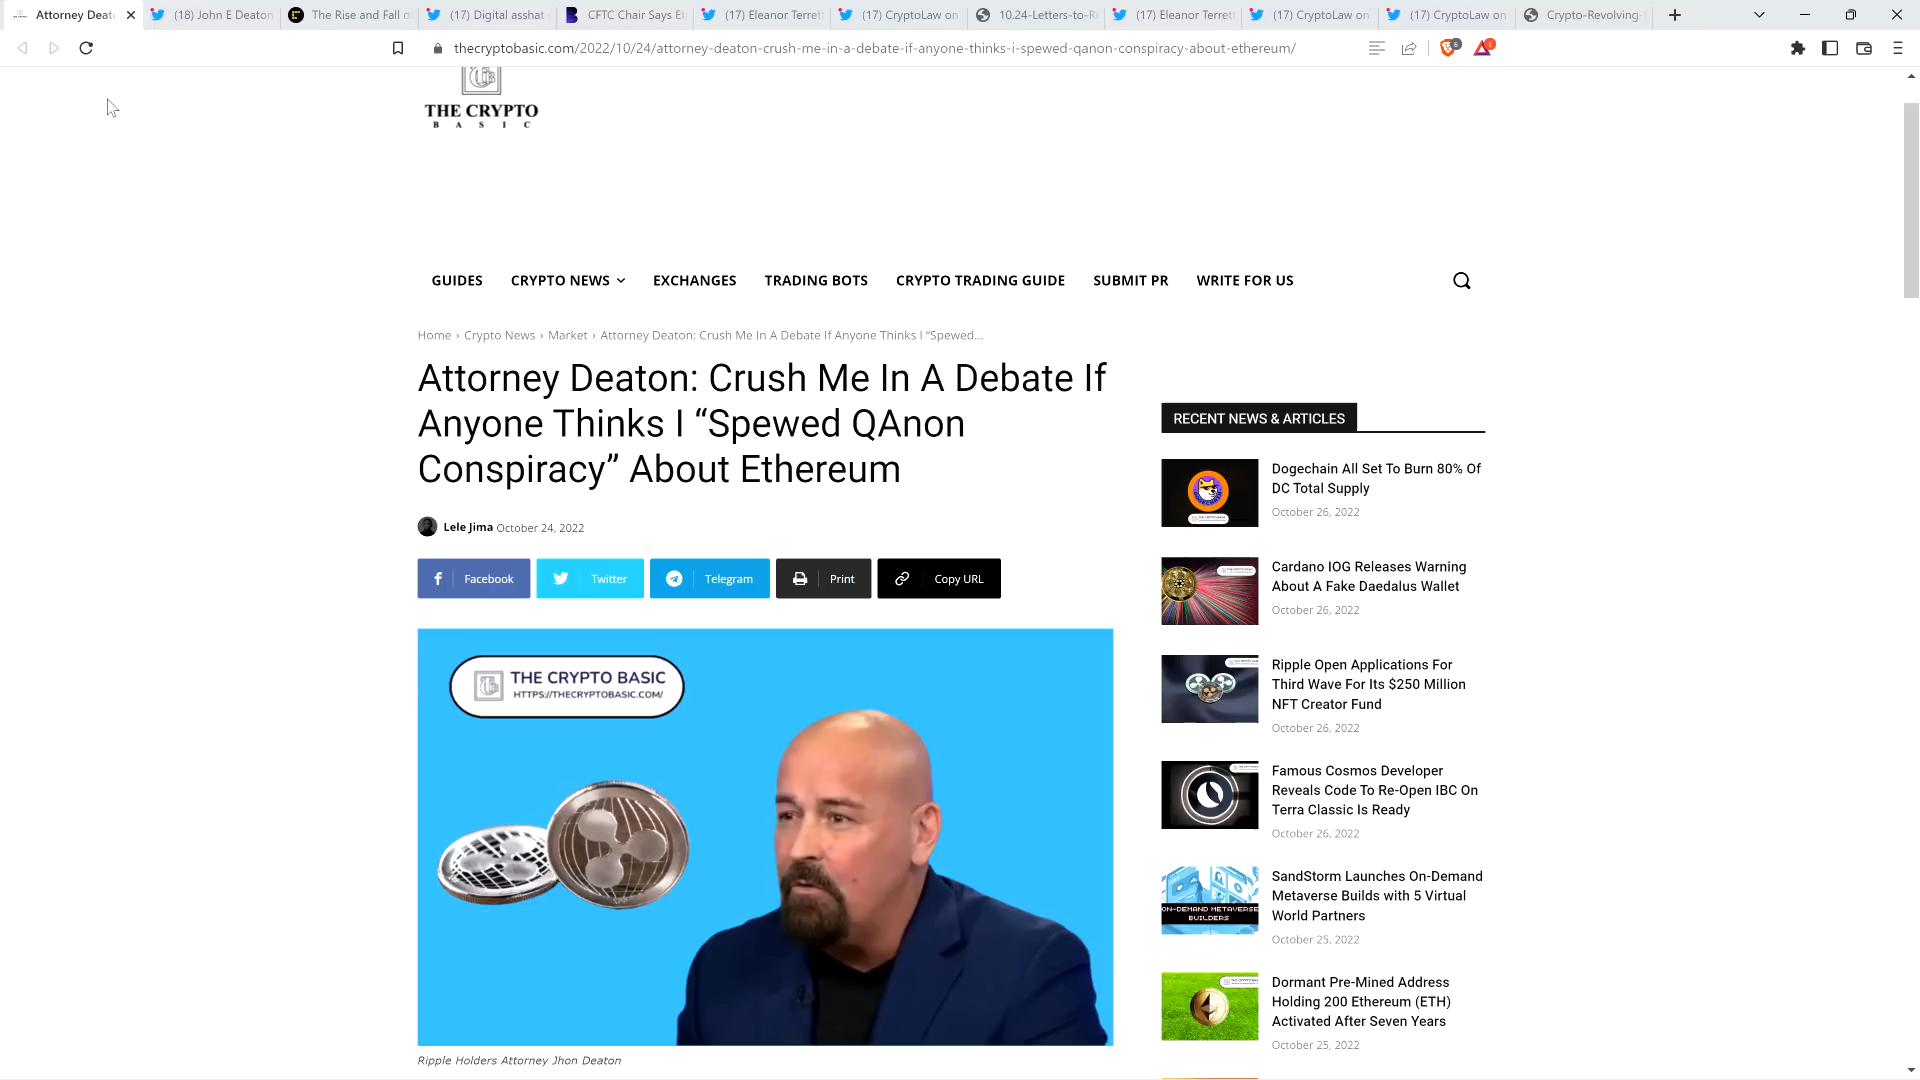 Attorney Deato
(18) John E Deaton
The Rise and Fall o
(17) Digital asshat
CFTC Chair Says Et
(17) Eleanor Terrett
(17) CryptoLaw on
10.24-Letters-to-R
(17) Eleanor Terrett
(17) CryptoLaw on
(17) CryptoLaw on
Crypto-Revolving-
thecryptobasic.com/2022/10/24/attorney-deaton-crush-me-in-a-debate-if-anyone-thinks-i-spewed-qanon-conspiracy-about-ethereum/
6
1
THE CRYPTO
BASIC
GUIDES
CRYPTO NEWS
EXCHANGES
TRADING BOTS
CRYPTO TRADING GUIDE
SUBMIT PR
WRITE FOR US
Home › Crypto News › Market › Attorney Deaton: Crush Me In A Debate If Anyone Thinks I “Spewed...
Attorney Deaton: Crush Me In A Debate If
Anyone Thinks I “Spewed QAnon
Conspiracy” About Ethereum
Lele Jima October 24, 2022
Facebook
Twitter
Telegram
Print
Copy URL
THE CRYPTO BASIC
HTTPS://THECRYPTOBASIC.COM/
Ripple Holders Attorney Jhon Deaton
RECENT NEWS & ARTICLES
Dogechain All Set To Burn 80% Of
DC Total Supply
October 26, 2022
Cardano IOG Releases Warning
About A Fake Daedalus Wallet
October 26, 2022
Ripple Open Applications For
Third Wave For Its $250 Million
NFT Creator Fund
October 26, 2022
Famous Cosmos Developer
Reveals Code To Re-Open IBC On
Terra Classic Is Ready
October 26, 2022
ON-DEMAND METAVERSE
BUILDERS
SandStorm Launches On-Demand
Metaverse Builds with 5 Virtual
World Partners
October 25, 2022
Dormant Pre-Mined Address
Holding 200 Ethereum (ETH)
Activated After Seven Years
October 25, 2022